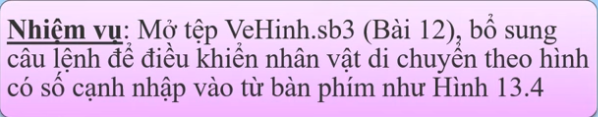 Nhiệm vụ: Mở tệp VeHinh.sb3 (Bài 12), bổ sung
câu lệnh để điều khiển nhân vật di chuyển theo hình
có số cạnh nhập vào từ bàn phím như Hình 13.4